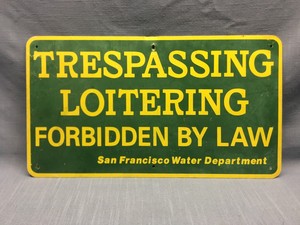 TRESPASSING
LOITERING
FORBIDDEN BY LAW
San Francisco Water Department